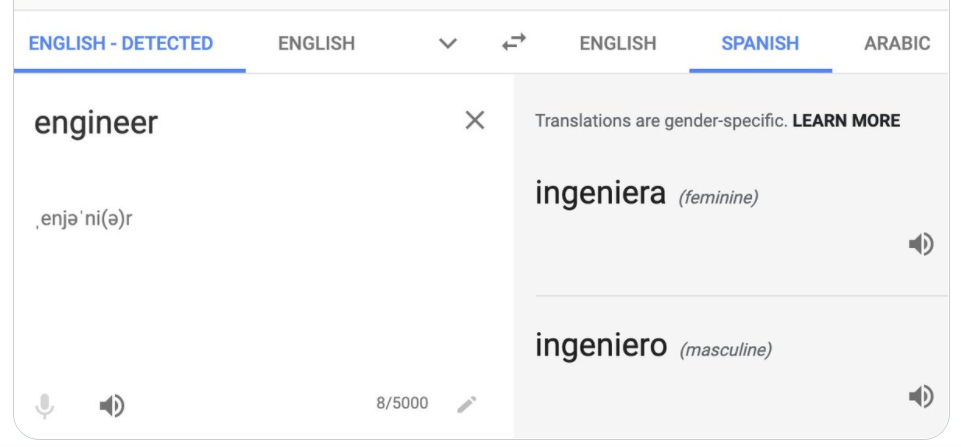 ENGLISH - DETECTED ENGLISH ENGLISH SPANISH ARABIC
engineer
ˌenjəˈni(ə)r
8/5000
Translations are gender-specific. LEARN MORE
ingeniera (feminine)
ingeniero (masculine)